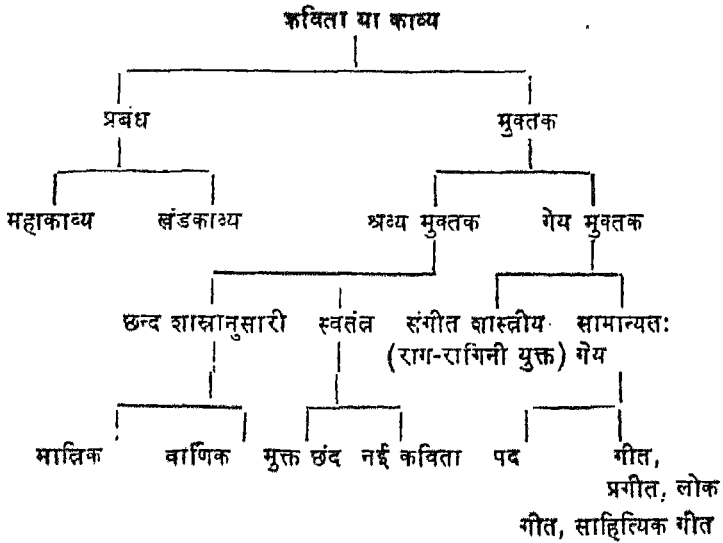 कविता या काव्य
प्रबंध मुक्तक
महाकाव्य खंडकाव्य श्रव्य मुक्तक गेय मुक्तक
छन्द शास्त्रानुसारी स्वतंत्र संगीत शास्त्रीय सामान्यतः
(राग-रागिनी युक्त) गेय
मात्रिक वार्णिक मुक्त छंद नई कविता पद गीत,
प्रगीत, लोक
गीत, साहित्यिक गीत